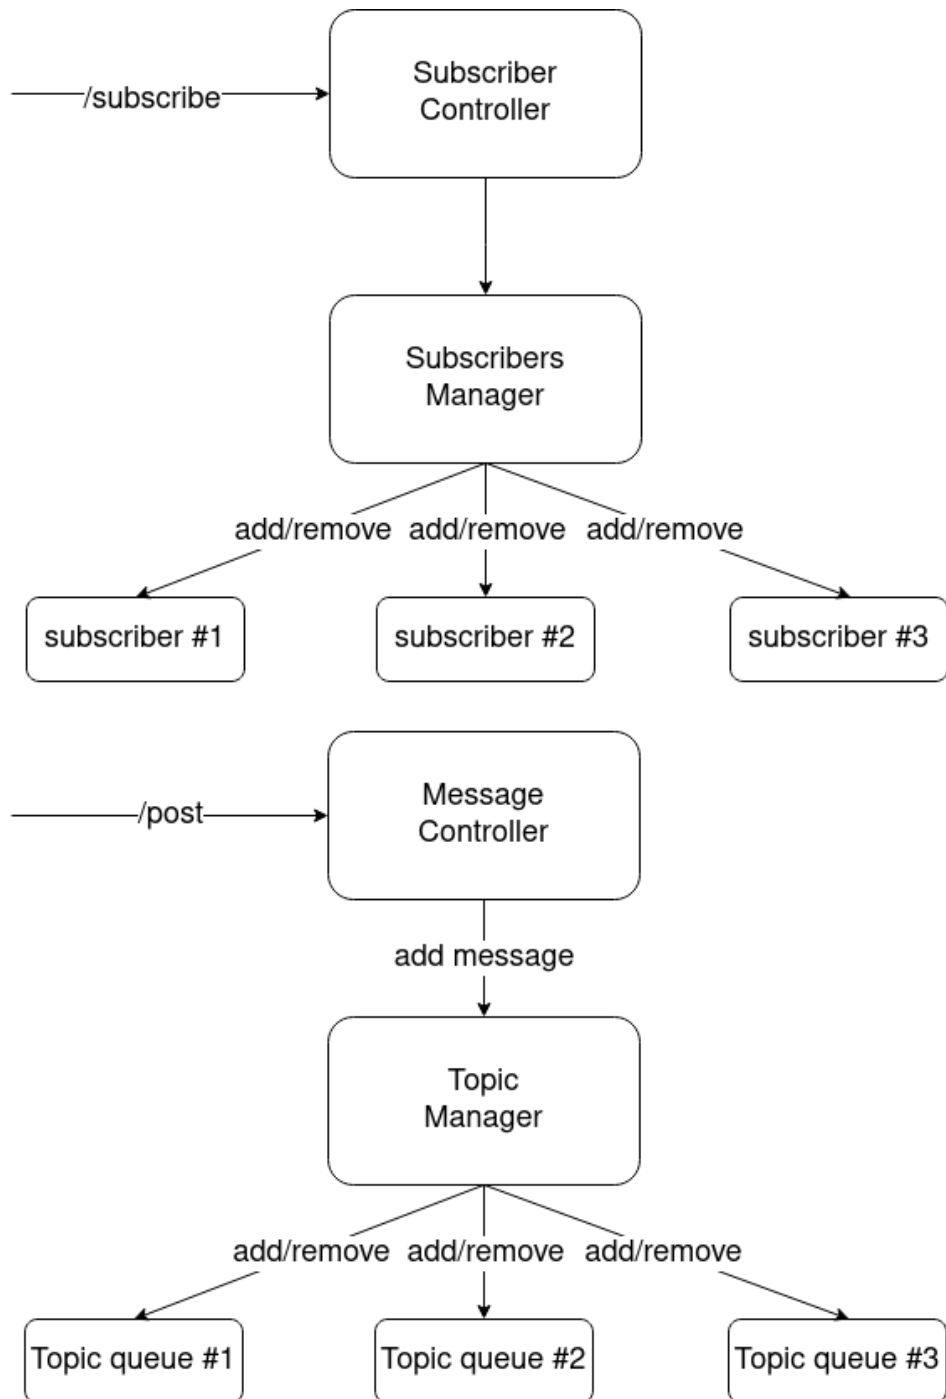 Subscriber
Controller
/subscribe
Subscribers
Manager
add/remove add/remove add/remove
subscriber #1 subscriber #2 subscriber #3
Message
Controller
/post
add message
Topic
Manager
add/remove add/remove add/remove
Topic queue #1 Topic queue #2 Topic queue #3